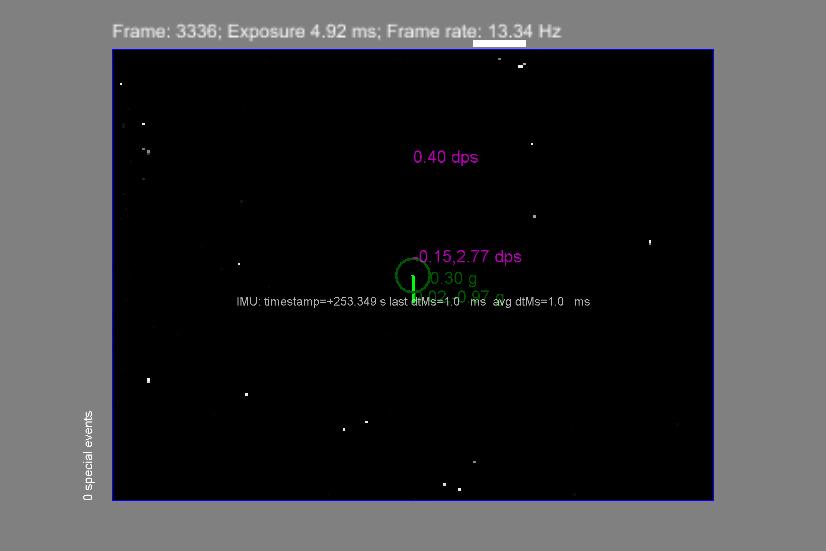 Frame: 3336; Exposure 4.92 ms; Frame rate: 13.34 Hz
0.40 dps
-0.15,2.77 dps
0.30 g
0.97 g
IMU: timestamp=+253.349 s last dtMs=1.0 ms avg dtMs=1.0 ms
0 special events